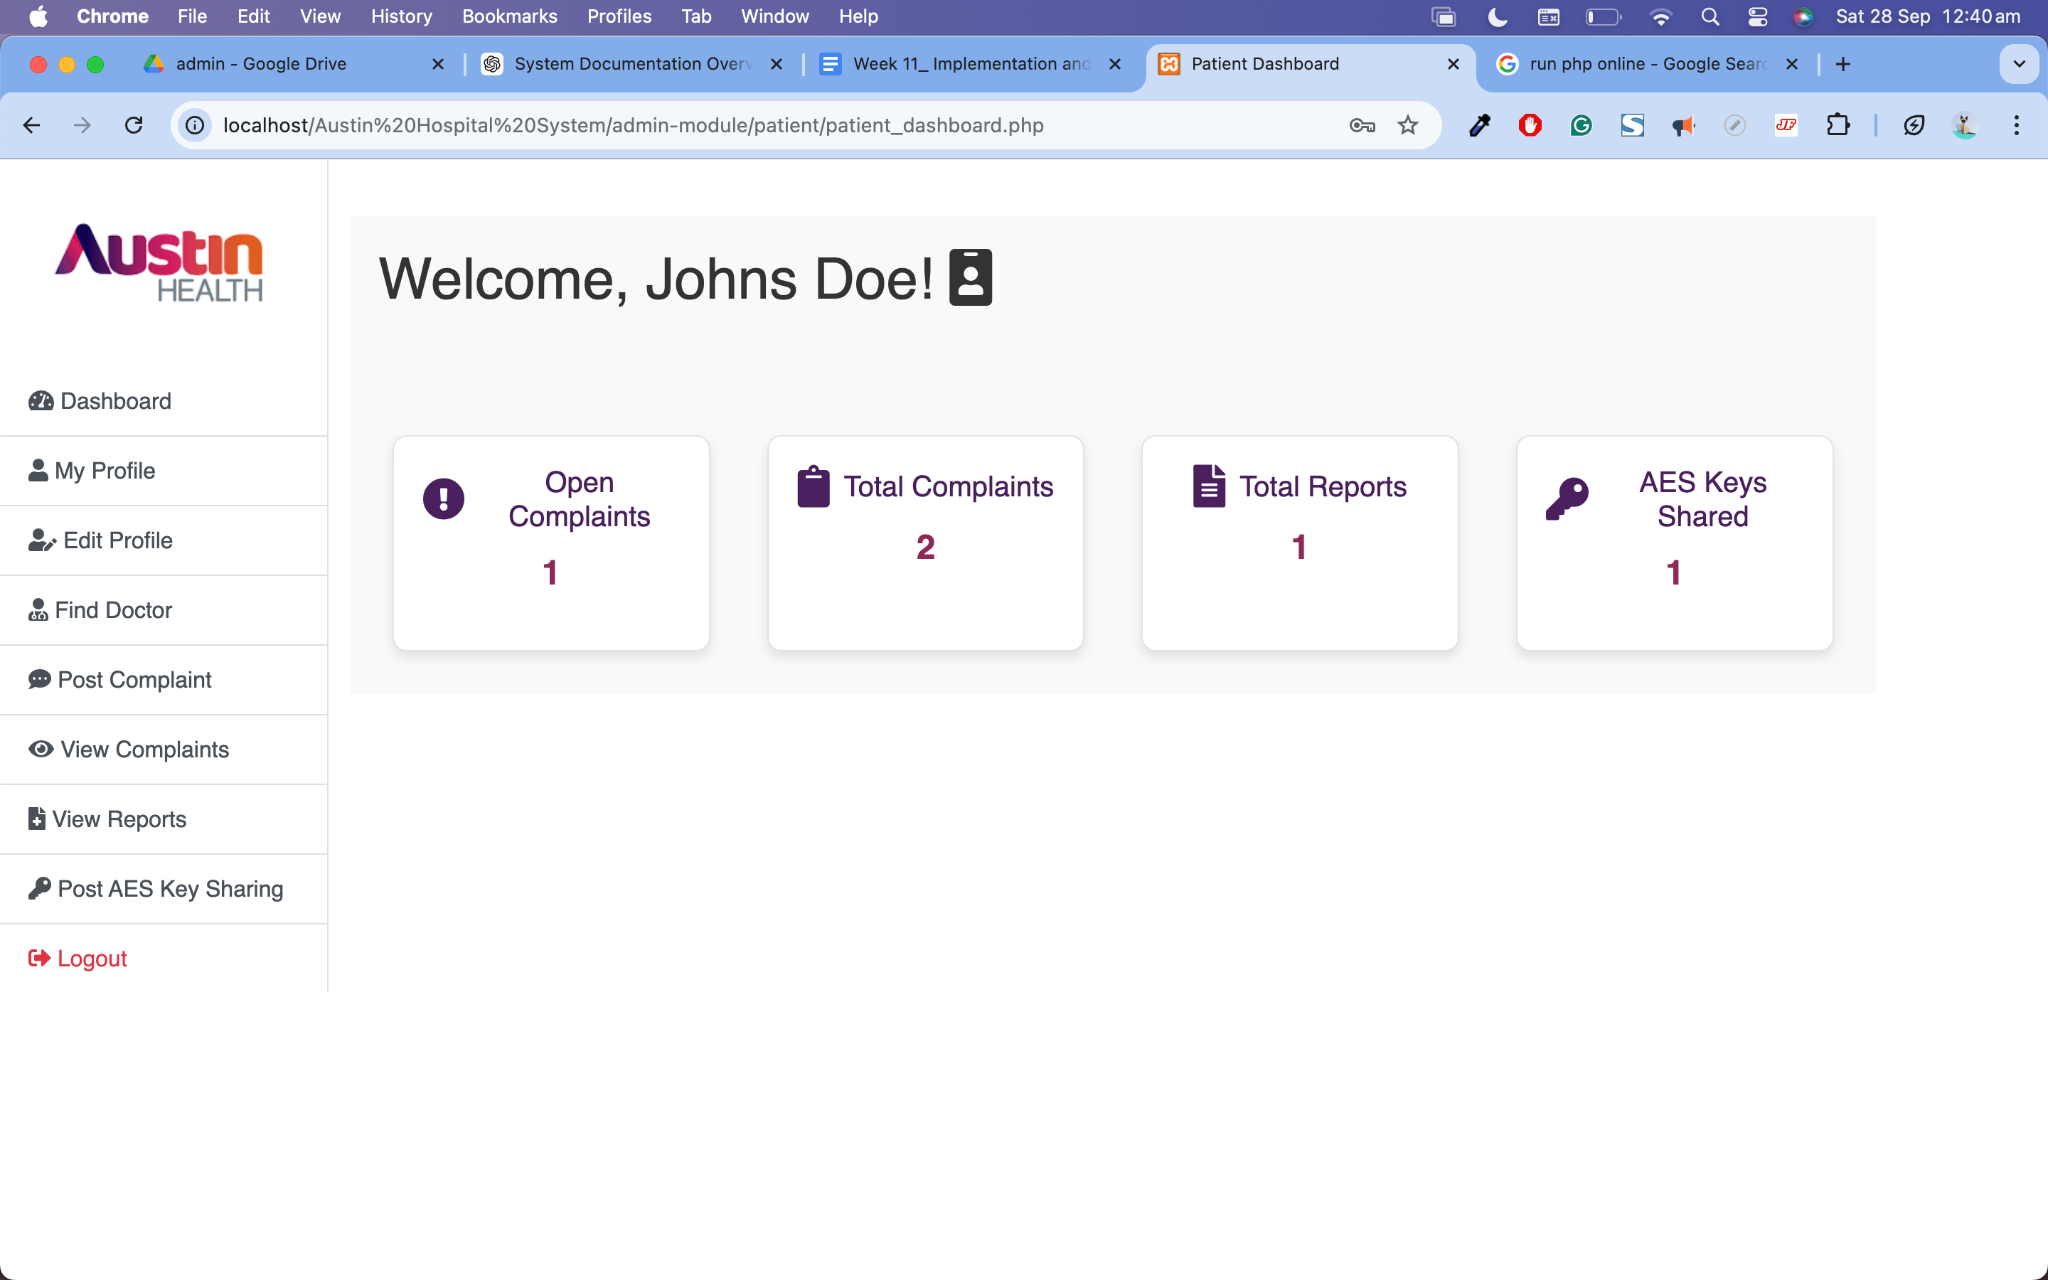 Chrome File Edit View History Bookmarks Profiles Tab Window Help Sat 28 Sep 12:40 am
admin - Google Drive
System Documentation Over
Week 11_ Implementation and
Patient Dashboard
run php online - Google Sear
localhost/Austin%20Hospital%20System/admin-module/patient/patient_dashboard.php
Austin
HEALTH
Dashboard
My Profile
Edit Profile
Find Doctor
Post Complaint
View Complaints
View Reports
Post AES Key Sharing
Logout
Welcome, Johns Doe!
Open
Complaints
1
Total Complaints
2
Total Reports
1
AES Keys
Shared
1